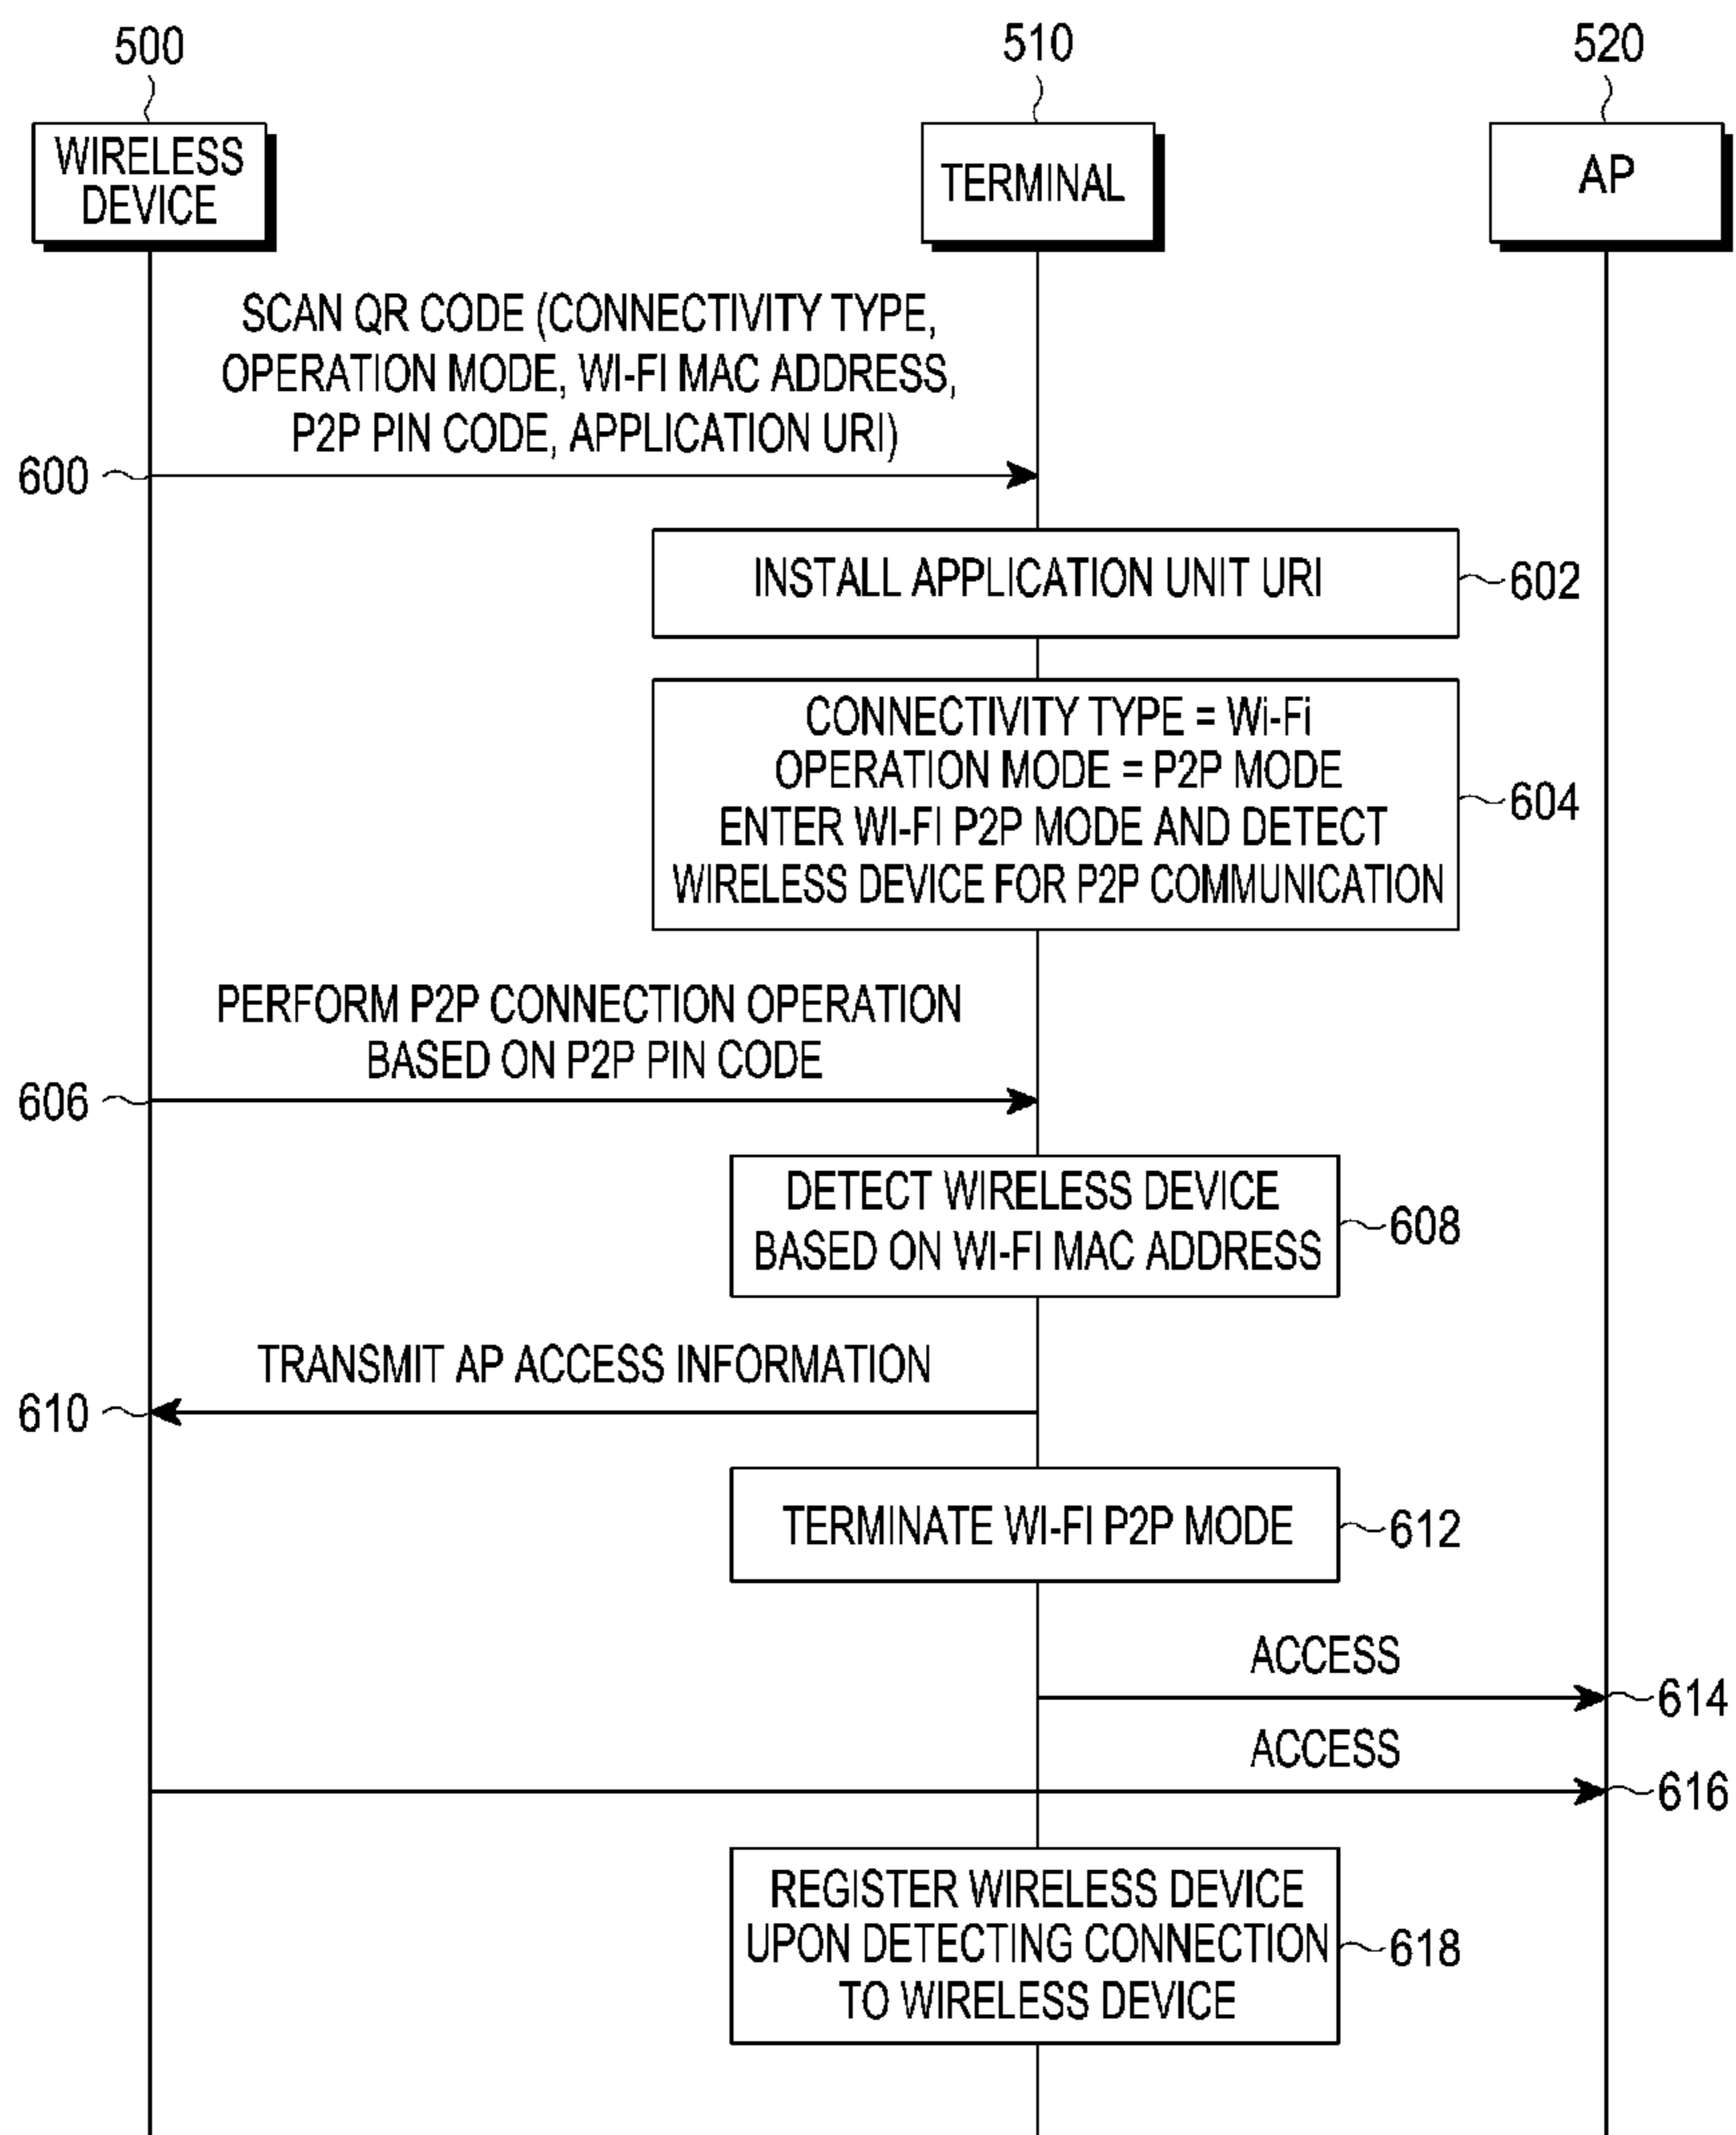 500
510
520
WIRELESS
DEVICE
TERMINAL
AP
SCAN QR CODE (CONNECTIVITY TYPE,
OPERATION MODE, WI-FI MAC ADDRESS,
P2P PIN CODE, APPLICATION URI)
600
INSTALL APPLICATION UNIT URI
602
CONNECTIVITY TYPE = Wi-Fi
OPERATION MODE = P2P MODE
ENTER WI-FI P2P MODE AND DETECT
WIRELESS DEVICE FOR P2P COMMUNICATION
604
PERFORM P2P CONNECTION OPERATION
BASED ON P2P PIN CODE
606
DETECT WIRELESS DEVICE
BASED ON WI-FI MAC ADDRESS
608
TRANSMIT AP ACCESS INFORMATION
610
TERMINATE WI-FI P2P MODE
612
ACCESS
614
ACCESS
616
REGISTER WIRELESS DEVICE
UPON DETECTING CONNECTION
TO WIRELESS DEVICE
618